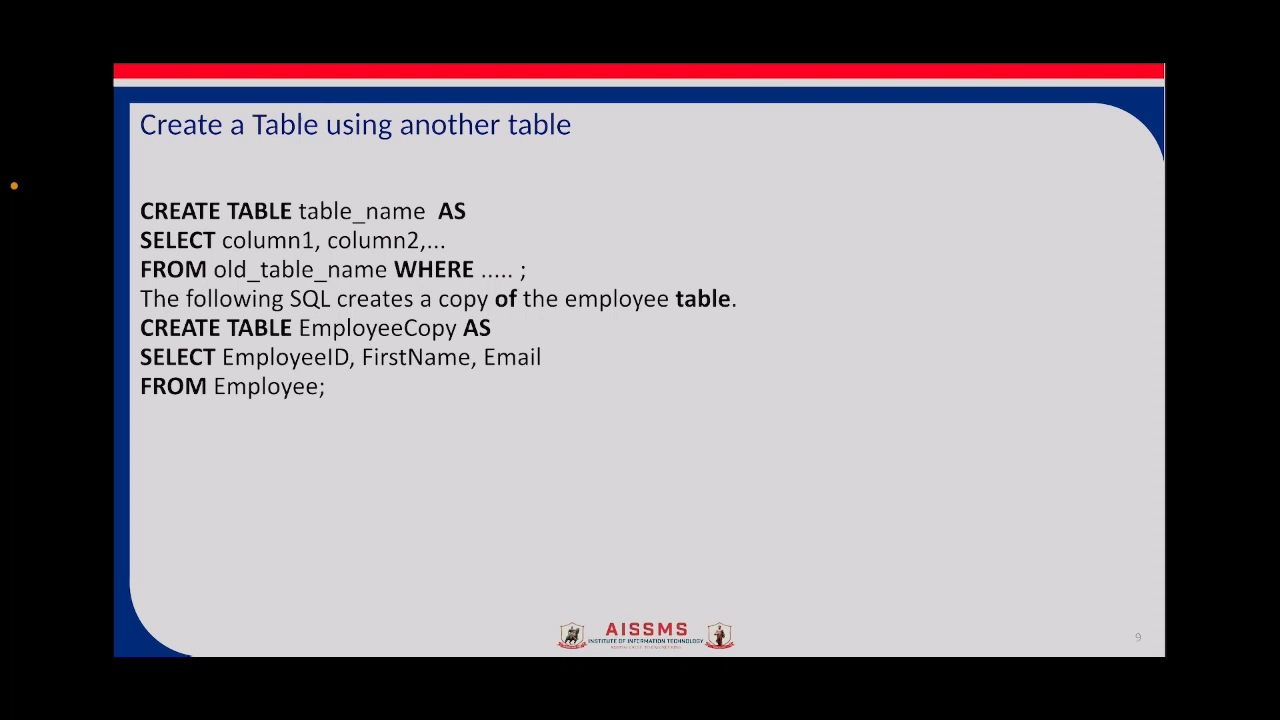 Create a Table using another table
CREATE TABLE table_name AS
SELECT column1, column2,...
FROM old_table_name WHERE ..... ;
The following SQL creates a copy of the employee table.
CREATE TABLE EmployeeCopy AS
SELECT EmployeeID, FirstName, Email
FROM Employee;
AISSMS
INSTITUTE OF INFORMATION TECHNOLOGY
9